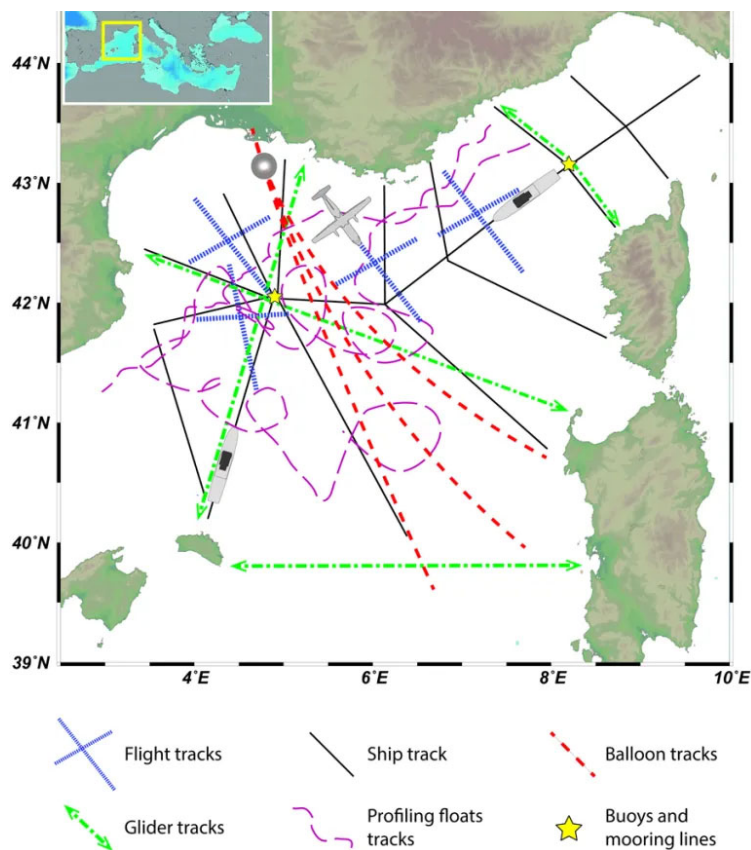 44˚N
43˚N
42˚N
41˚N
40˚N
39˚N
4˚E
6˚E
8˚E
10˚E
Flight tracks
Ship track
Balloon tracks
Glider tracks
Profiling floats
tracks
Buoys and
mooring lines